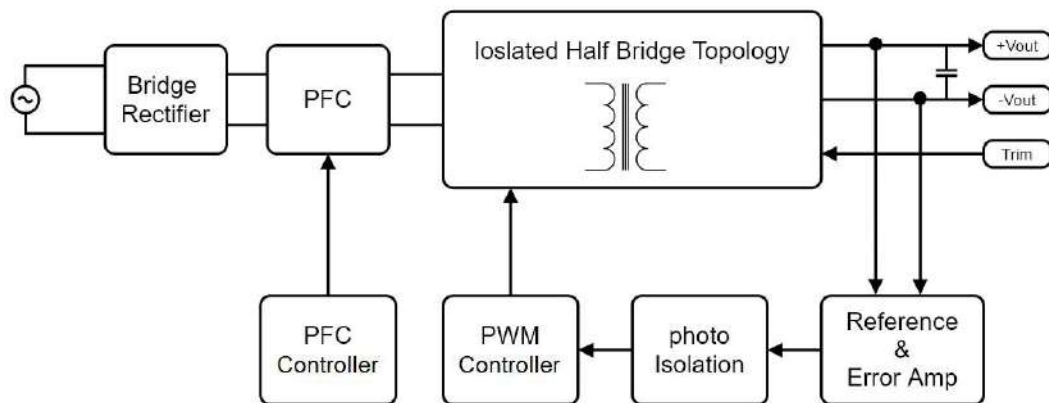 Ioslated Half Bridge Topology
+Vout
Bridge
Rectifier
PFC
-Vout
Trim
PFC
Controller
PWM
Controller
photo
Isolation
Reference
&
Error Amp